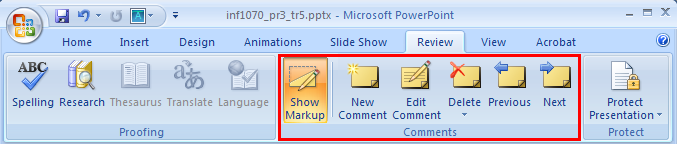 inf1070_pr3_tr5.pptx - Microsoft PowerPoint
Home Insert Design Animations Slide Show Review View Acrobat
ABC
Spelling Research Thesaurus Translate Language Show Markup New Comment Edit Comment Delete Previous Next Protect Presentation
Proofing Comments Protect